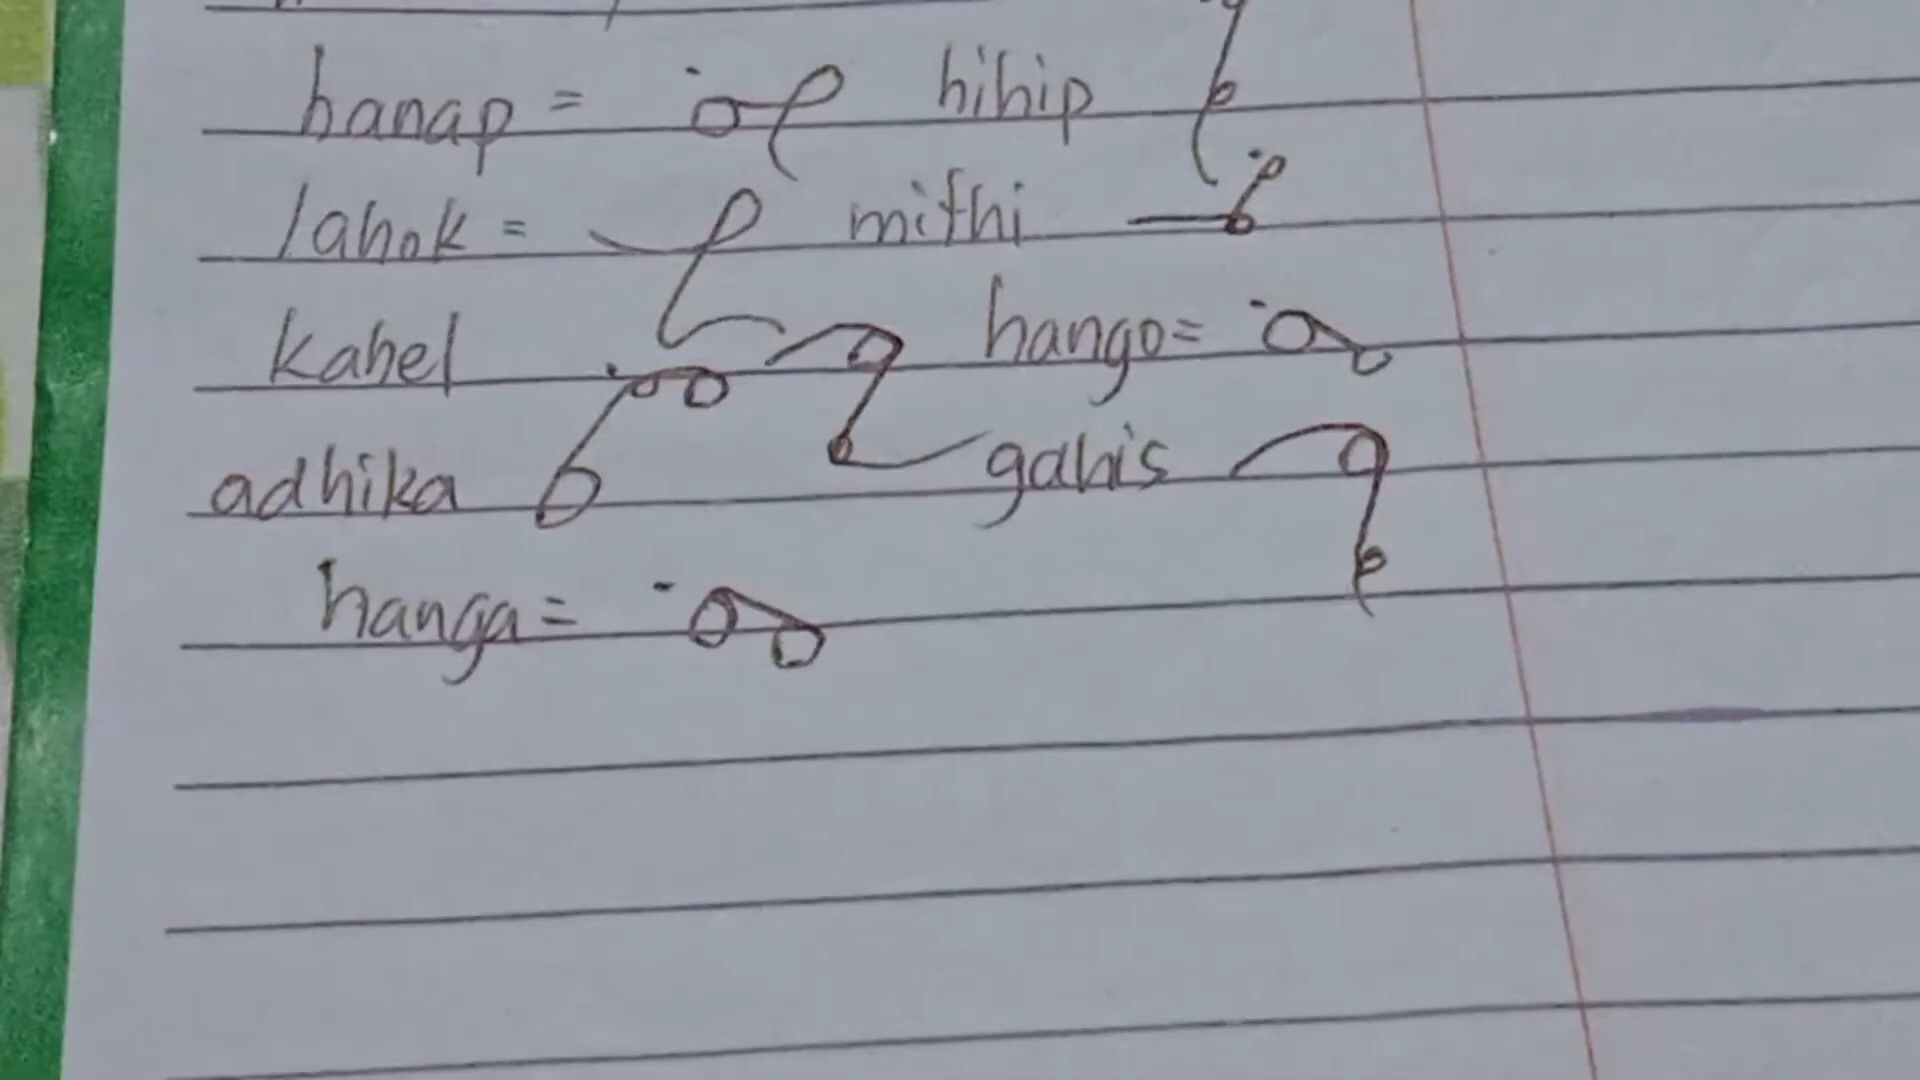 hanap = hihip
lahok = mithi
kahel hango=
adhika gahis
hanga=